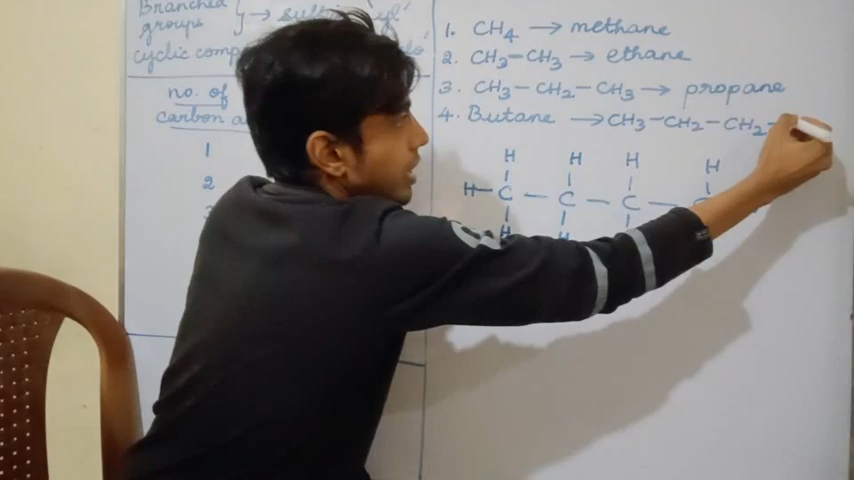 Branched
groups
cyclic
no. of
carbon
1
2
1. CH4 → methane
2. CH3-CH3 → ethane
3. CH3-CH2-CH3 → propane
4. Butane → CH3-CH2-CH2-
H H H H
H-C-C-C-
H H